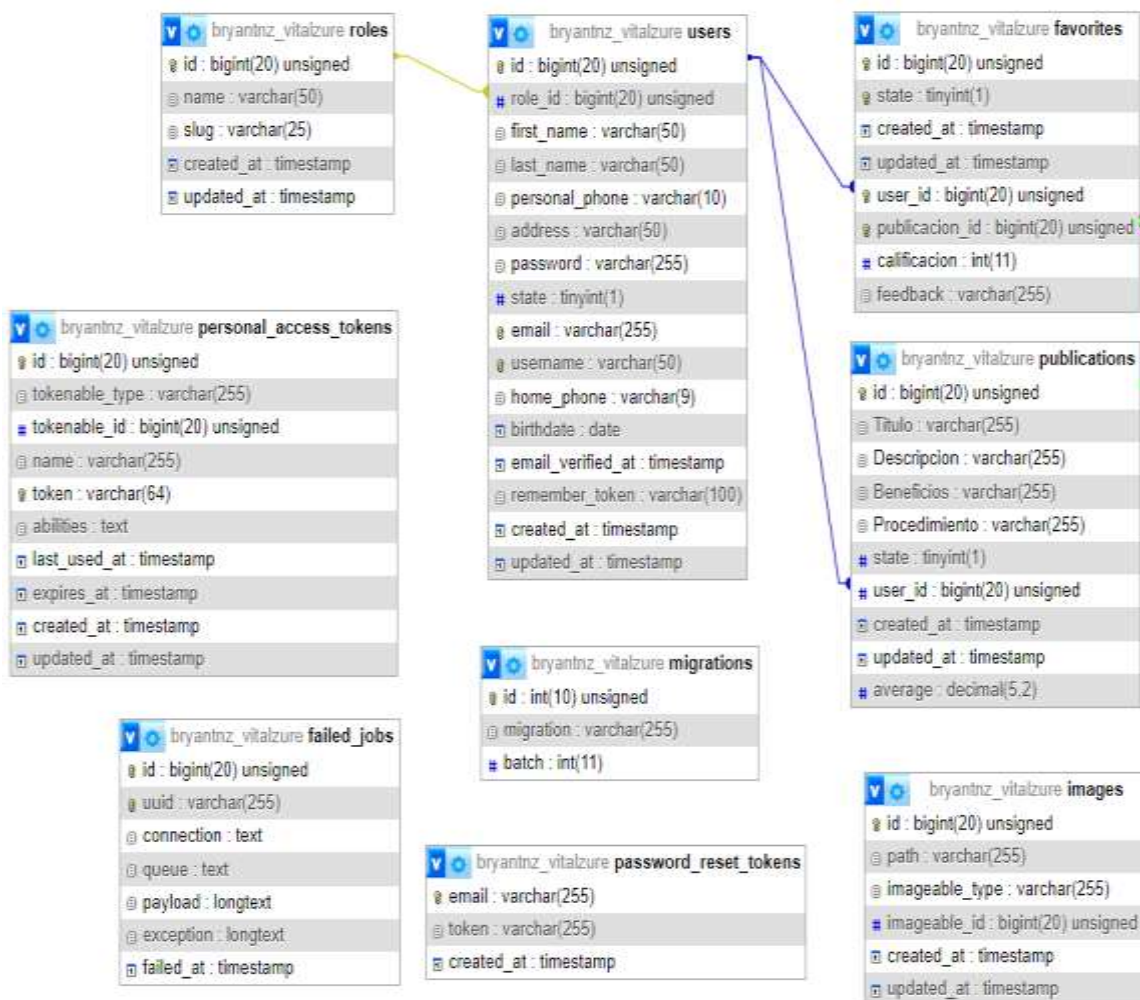 bryantnz_vitalzure roles
id : bigint(20) unsigned
name : varchar(50)
slug : varchar(25)
created_at : timestamp
updated_at : timestamp
bryantnz_vitalzure users
id : bigint(20) unsigned
role_id : bigint(20) unsigned
first_name : varchar(50)
last_name : varchar(50)
personal_phone : varchar(10)
address : varchar(50)
password : varchar(255)
state : tinyint(1)
email : varchar(255)
username : varchar(50)
home_phone : varchar(9)
birthdate : date
email_verified_at : timestamp
remember_token : varchar(100)
created_at : timestamp
updated_at : timestamp
bryantnz_vitalzure favorites
id : bigint(20) unsigned
state : tinyint(1)
created_at : timestamp
updated_at : timestamp
user_id : bigint(20) unsigned
publicacion_id : bigint(20) unsigned
calificacion : int(11)
feedback : varchar(255)
bryantnz_vitalzure personal_access_tokens
id : bigint(20) unsigned
tokenable_type : varchar(255)
tokenable_id : bigint(20) unsigned
name : varchar(255)
token : varchar(64)
abilities : text
last_used_at : timestamp
expires_at : timestamp
created_at : timestamp
updated_at : timestamp
bryantnz_vitalzure publications
id : bigint(20) unsigned
Titulo : varchar(255)
Descripcion : varchar(255)
Beneficios : varchar(255)
Procedimiento : varchar(255)
state : tinyint(1)
user_id : bigint(20) unsigned
created_at : timestamp
updated_at : timestamp
average : decimal(5,2)
bryantnz_vitalzure migrations
id : int(10) unsigned
migration : varchar(255)
batch : int(11)
bryantnz_vitalzure failed_jobs
id : bigint(20) unsigned
uuid : varchar(255)
connection : text
queue : text
payload : longtext
exception : longtext
failed_at : timestamp
bryantnz_vitalzure password_reset_tokens
email : varchar(255)
token : varchar(255)
created_at : timestamp
bryantnz_vitalzure images
id : bigint(20) unsigned
path : varchar(255)
imageable_type : varchar(255)
imageable_id : bigint(20) unsigned
created_at : timestamp
updated_at : timestamp